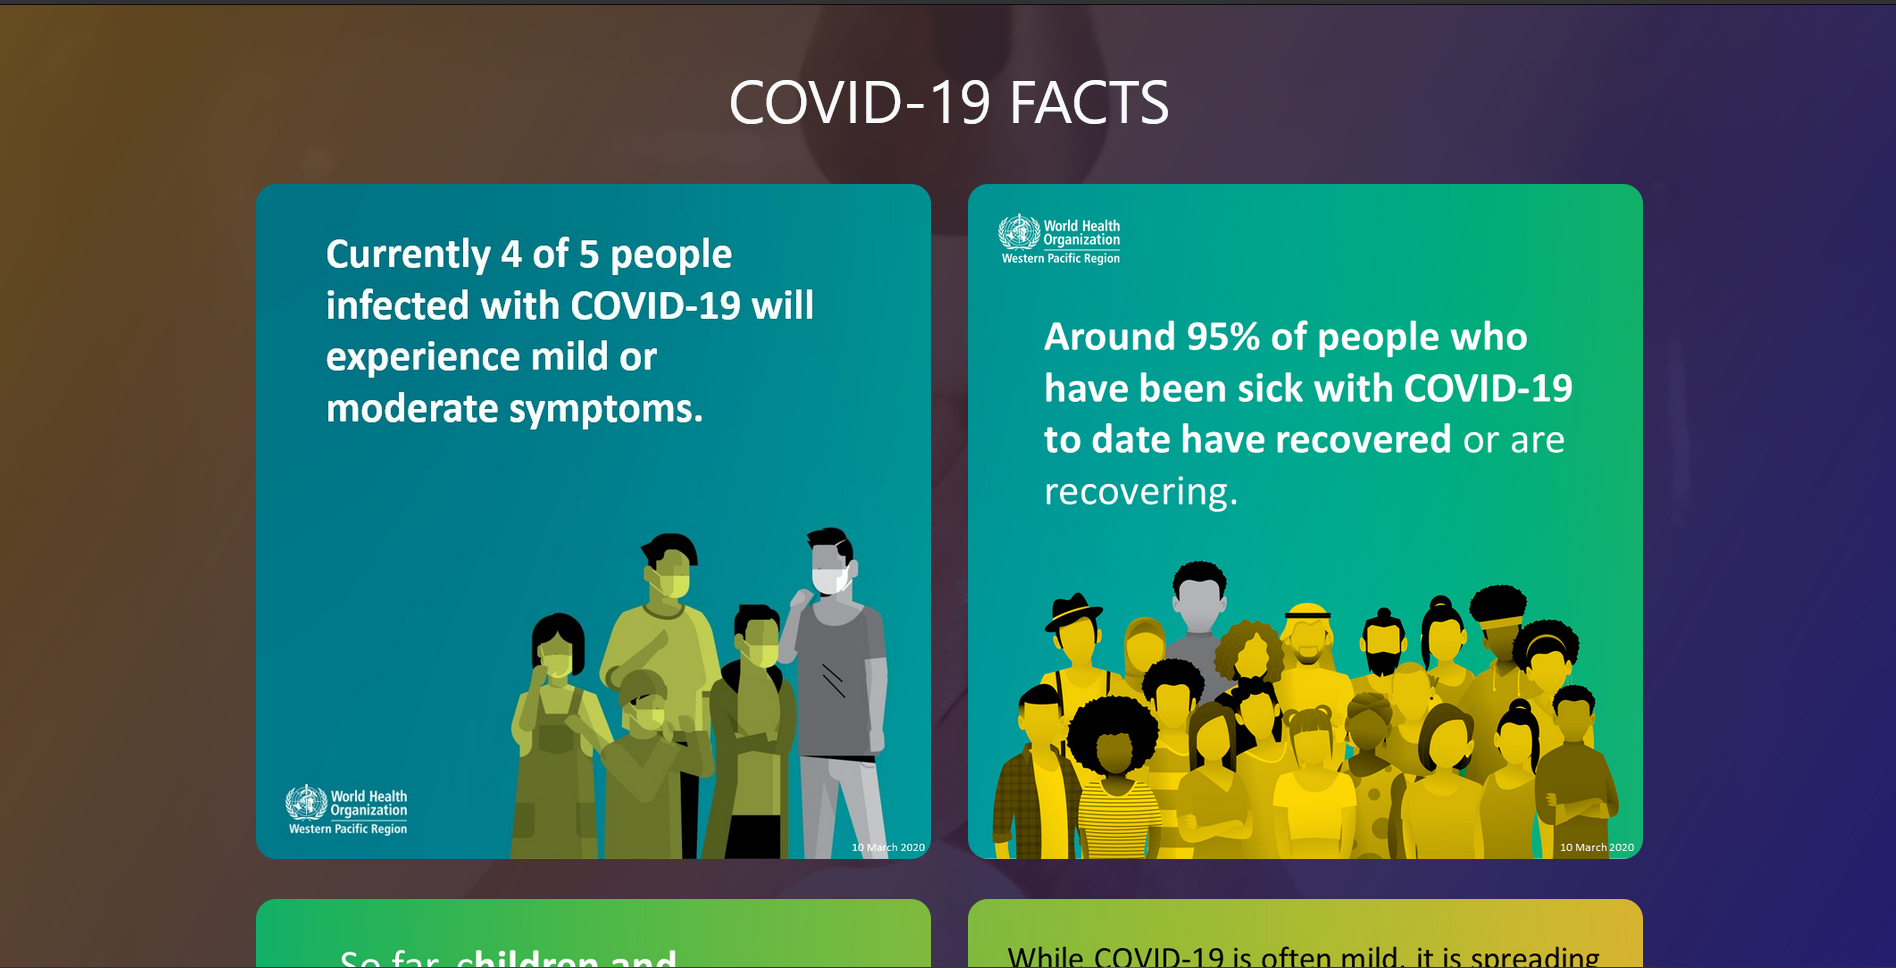 COVID-19 FACTS
Currently 4 of 5 people
infected with COVID-19 will
experience mild or
moderate symptoms.
World Health
Organization
Western Pacific Region
10 March 2020
World Health
Organization
Western Pacific Region
Around 95% of people who
have been sick with COVID-19
to date have recovered or are
recovering.
10 March 2020
So far, children and
While COVID-19 is often mild, it is spreading